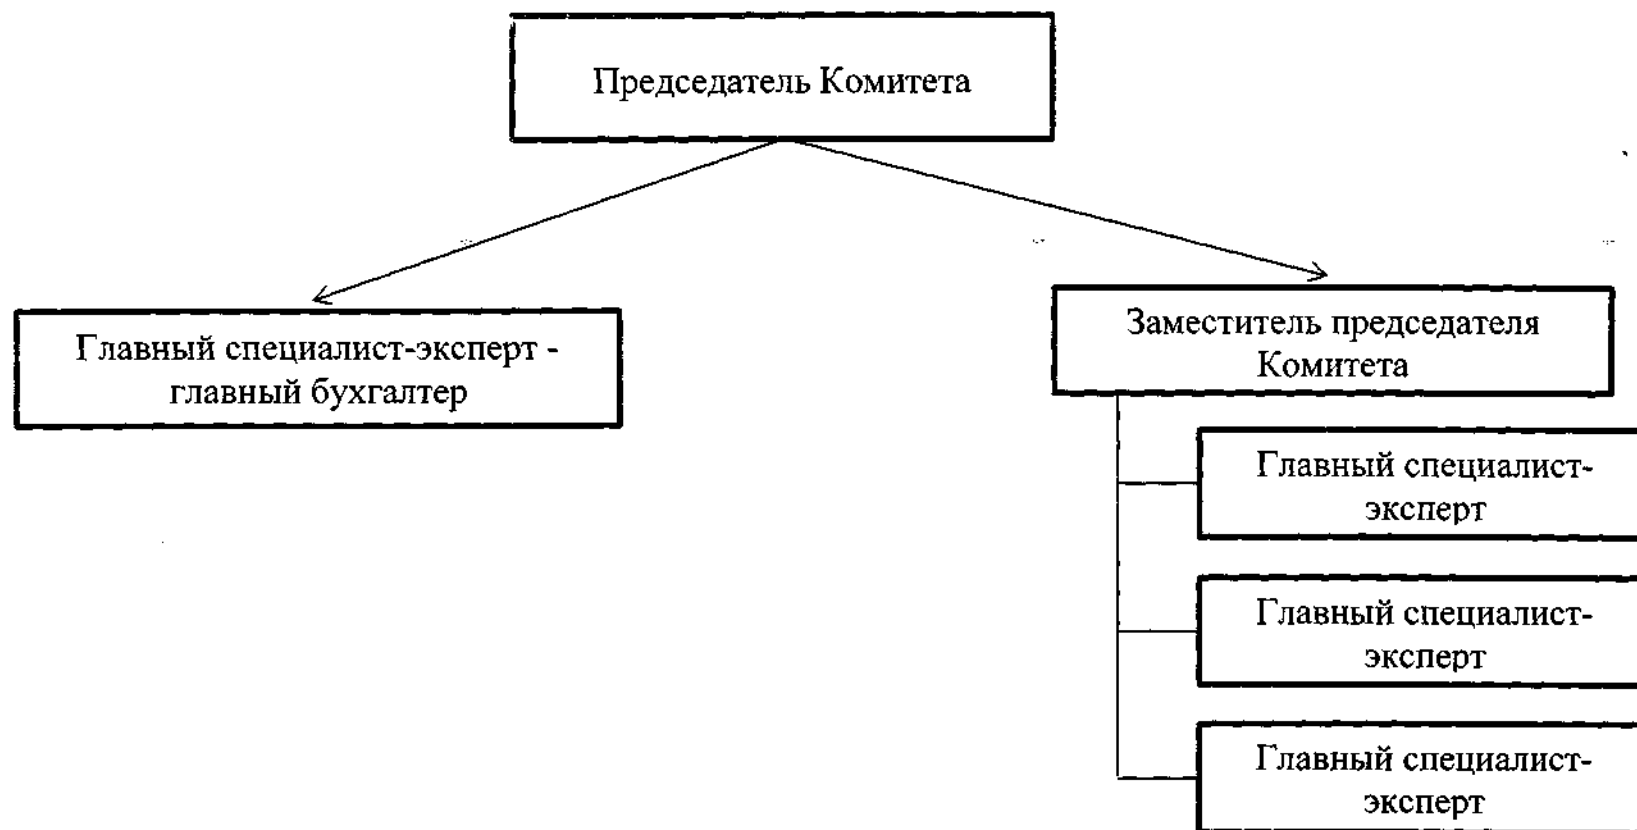 Председатель Комитета
Главный специалист-эксперт -
главный бухгалтер
Заместитель председателя
Комитета
Главный специалист-
эксперт
Главный специалист-
эксперт
Главный специалист-
эксперт